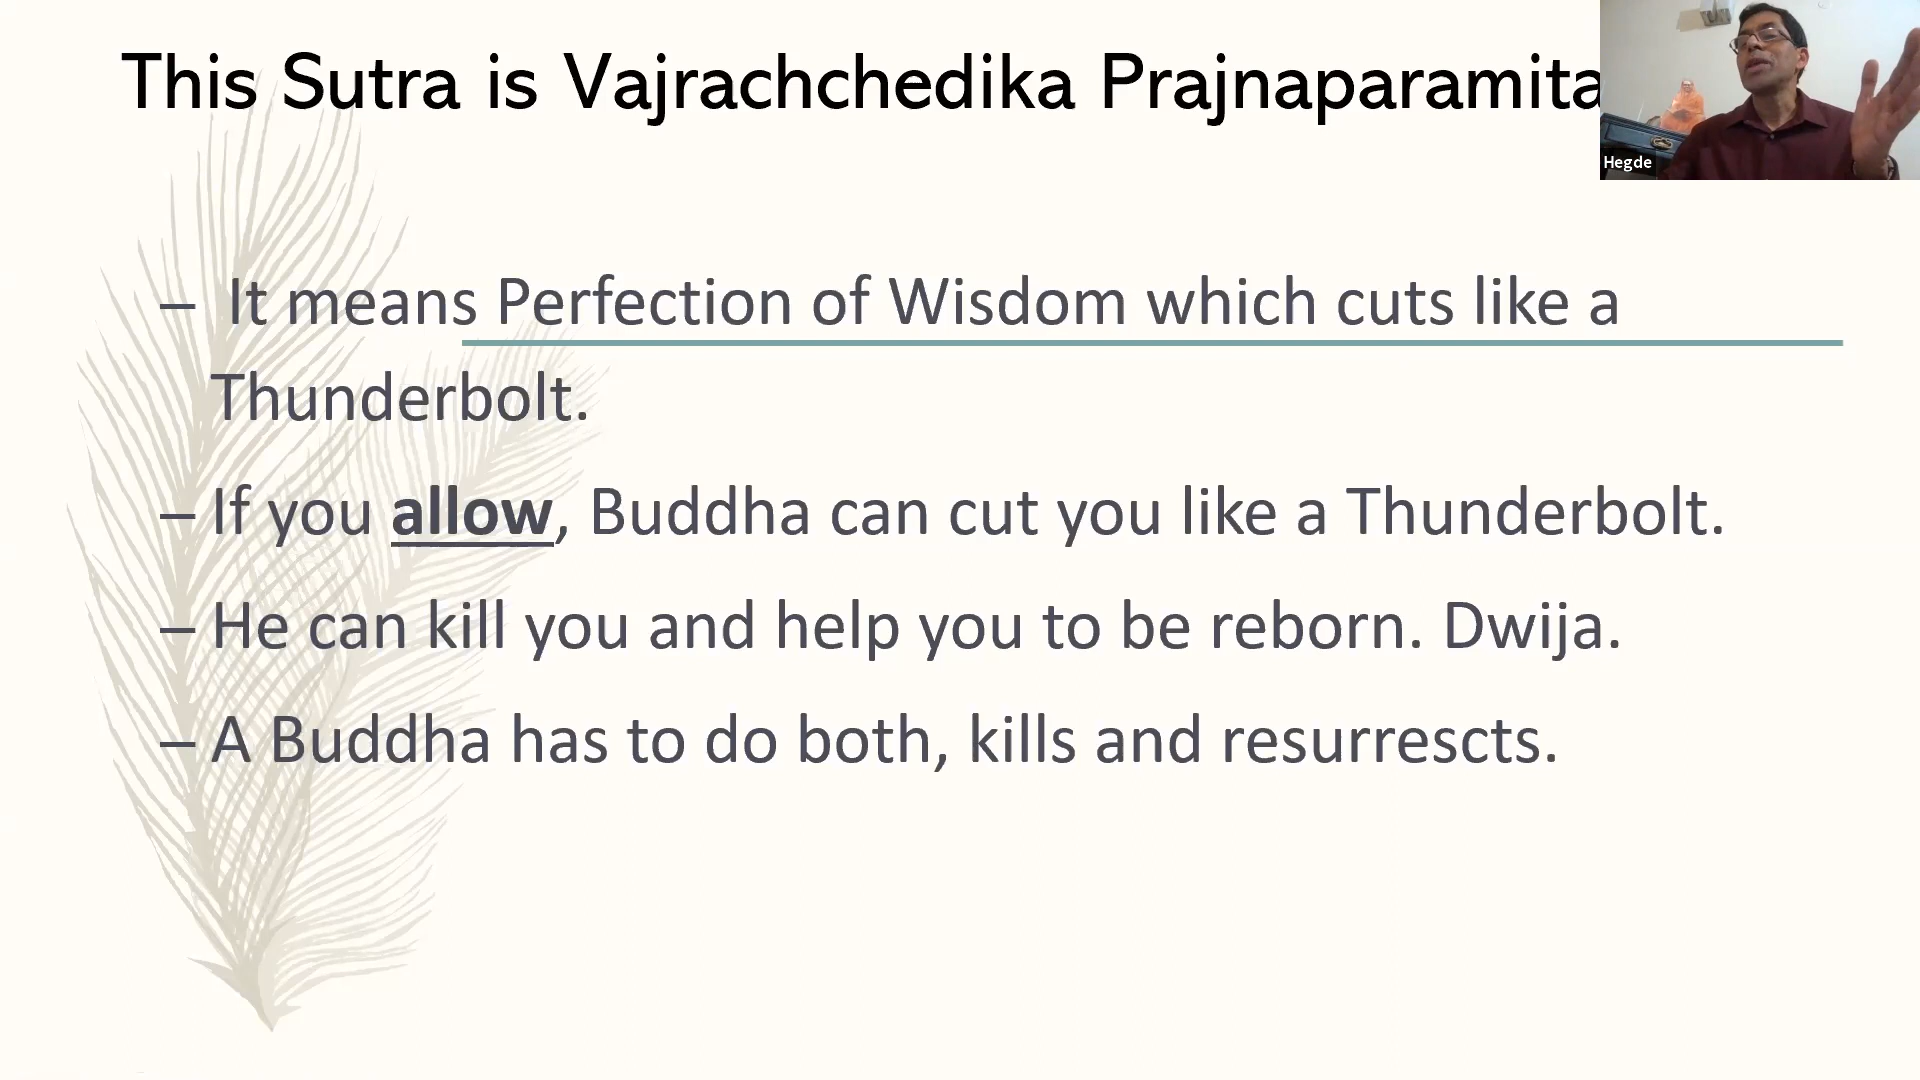 This Sutra is Vajrachchedika Prajnaparamita
– It means Perfection of Wisdom which cuts like a
Thunderbolt.
– If you allow, Buddha can cut you like a Thunderbolt.
– He can kill you and help you to be reborn. Dwija.
– A Buddha has to do both, kills and resurrescts.
Hegde